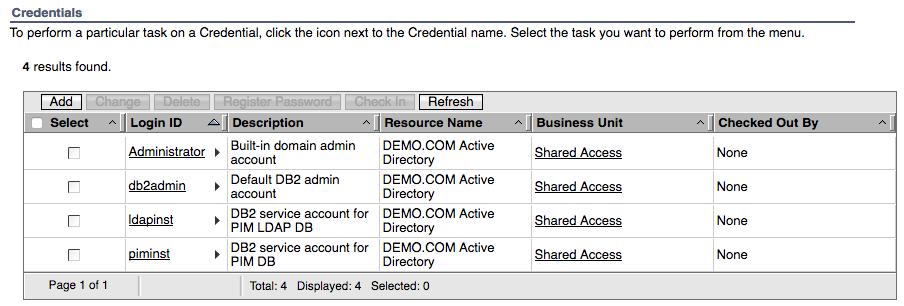 Credentials
To perform a particular task on a Credential, click the icon next to the Credential name. Select the task you want to perform from the menu.
4 results found.
Add Change Delete Register Password Check In Refresh
Select Login ID Description Resource Name Business Unit Checked Out By
Administrator Built-in domain admin account DEMO.COM Active Directory Shared Access None
db2admin Default DB2 admin account DEMO.COM Active Directory Shared Access None
ldapinst DB2 service account for PIM LDAP DB DEMO.COM Active Directory Shared Access None
piminst DB2 service account for PIM DB DEMO.COM Active Directory Shared Access None
Page 1 of 1 Total: 4 Displayed: 4 Selected: 0